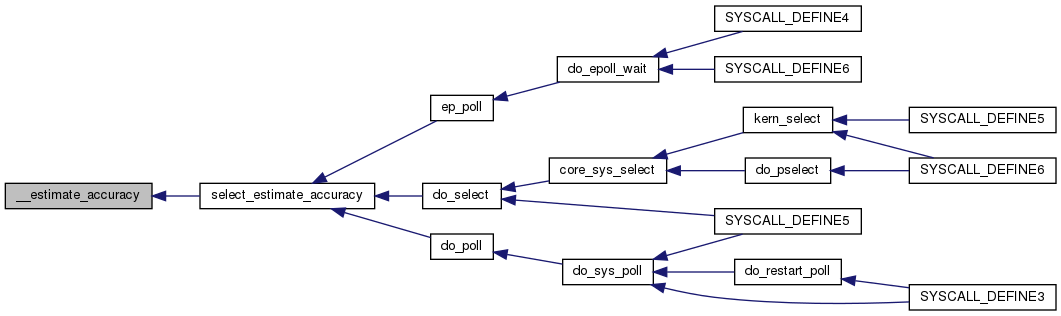 SYSCALL_DEFINE4
do_epoll_wait
SYSCALL_DEFINE6
ep_poll
kern_select
SYSCALL_DEFINE5
core_sys_select
do_pselect
SYSCALL_DEFINE6
__estimate_accuracy
select_estimate_accuracy
do_select
SYSCALL_DEFINE5
do_poll
do_sys_poll
do_restart_poll
SYSCALL_DEFINE3